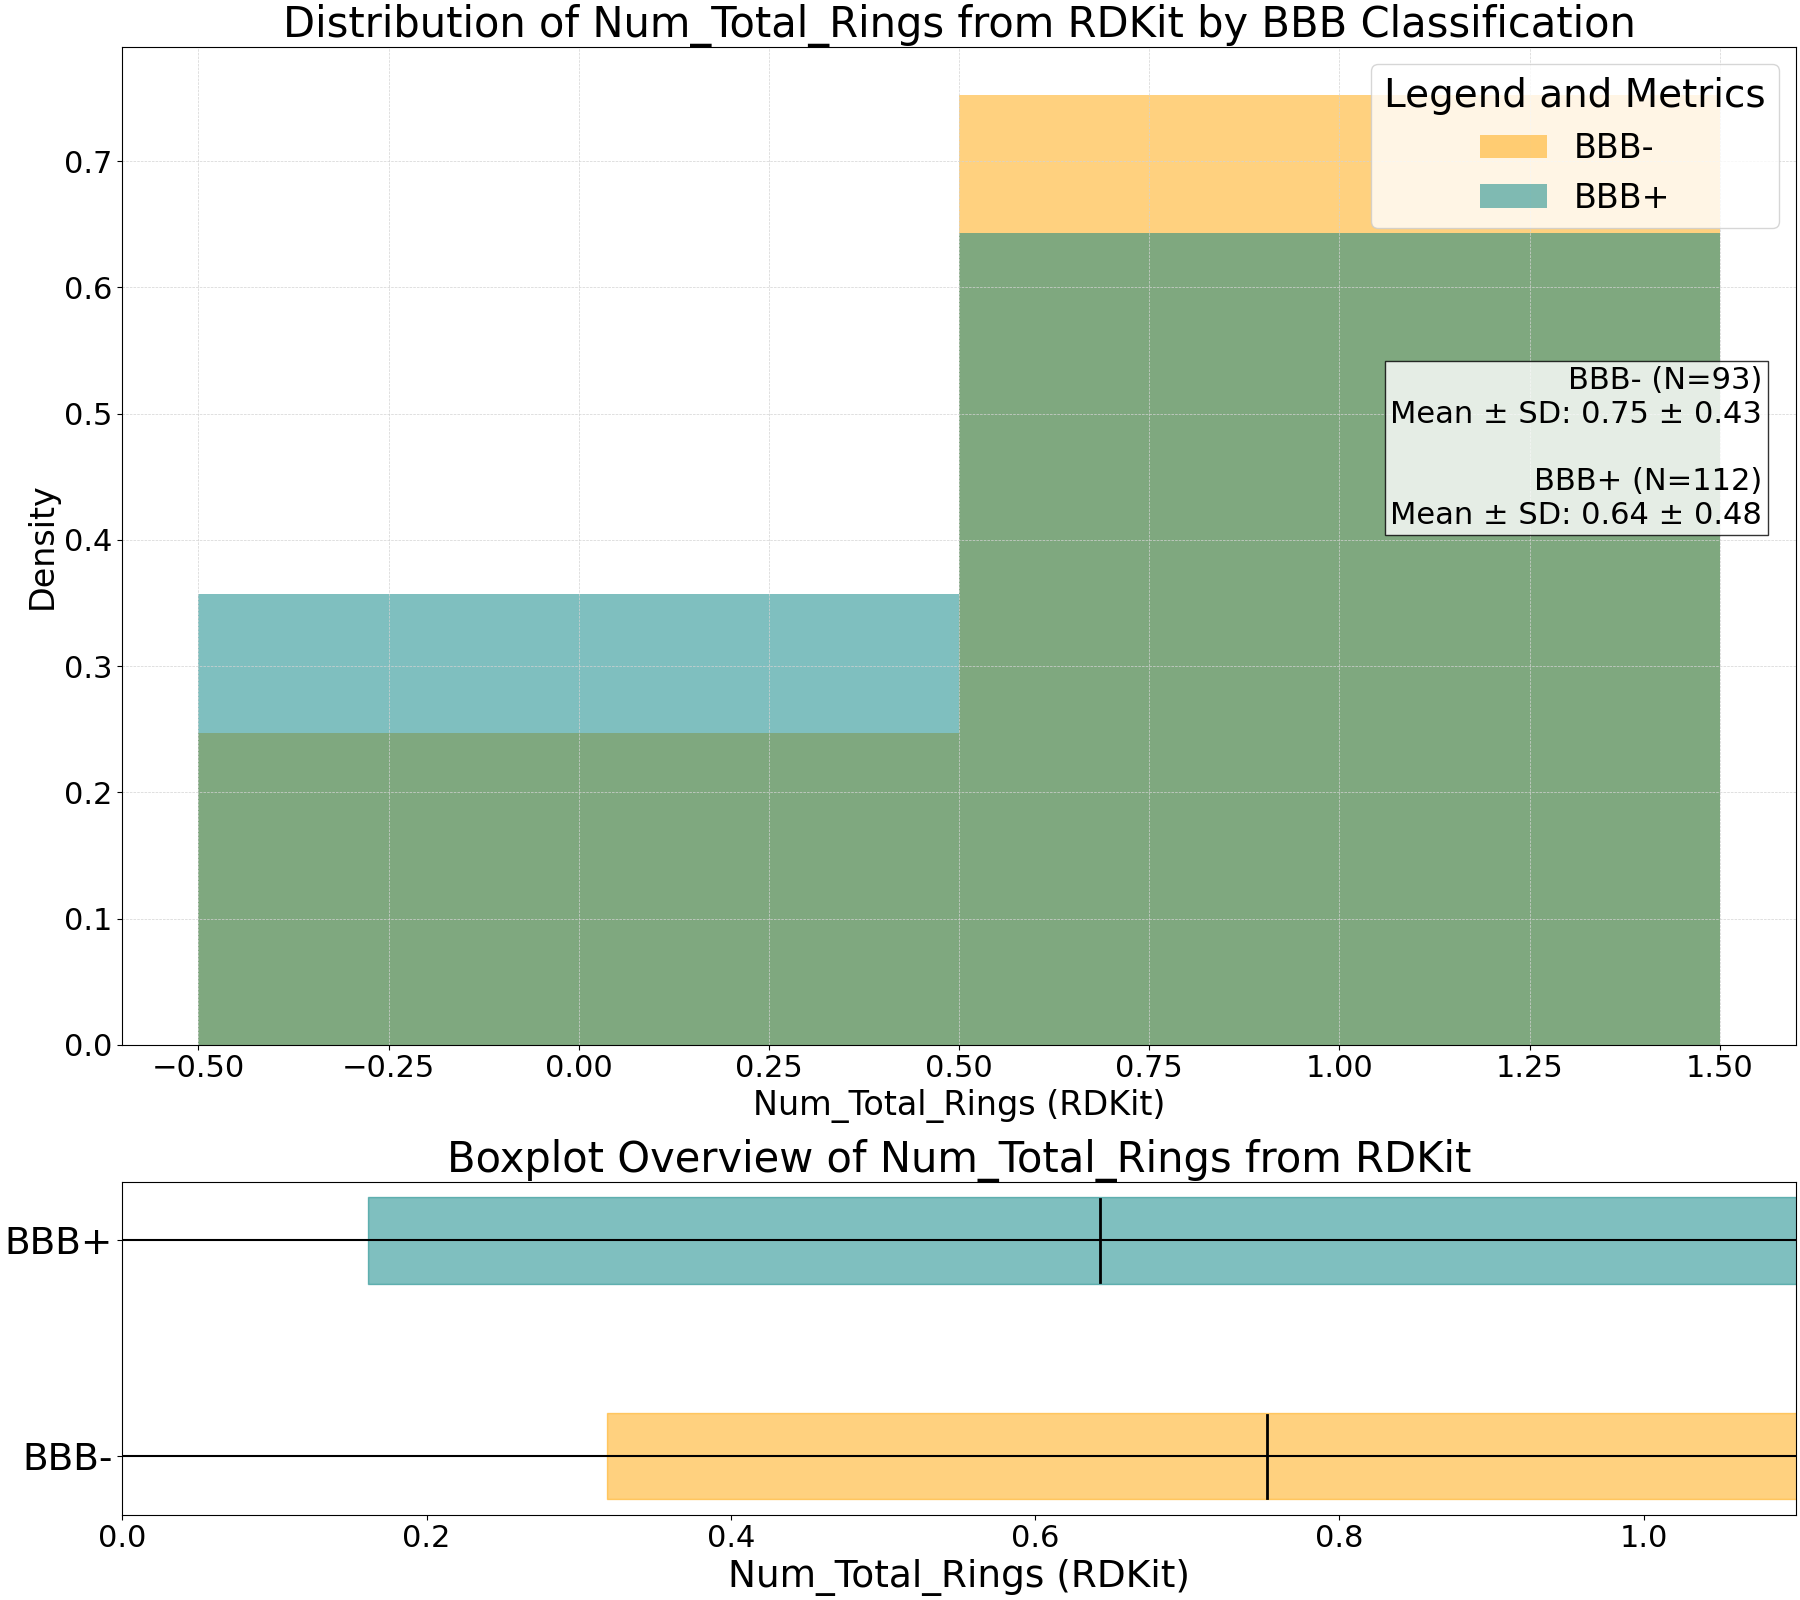 Distribution of Num_Total_Rings from RDKit by BBB Classification
Legend and Metrics
BBB-
BBB+
0.7
0.6
0.5
0.4
0.3
0.2
0.1
0.0
Density
BBB- (N=93)
Mean ± SD: 0.75 ± 0.43
BBB+ (N=112)
Mean ± SD: 0.64 ± 0.48
−0.50 −0.25 0.00 0.25 0.50 0.75 1.00 1.25 1.50
Num_Total_Rings (RDKit)
Boxplot Overview of Num_Total_Rings from RDKit
BBB+
BBB-
0.0 0.2 0.4 0.6 0.8 1.0
Num_Total_Rings (RDKit)